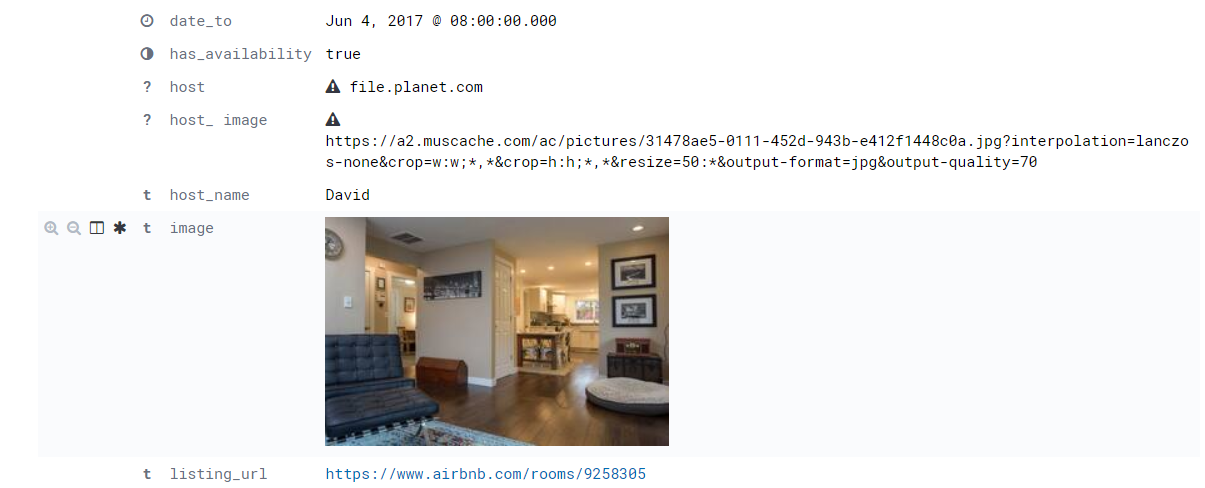 date_to Jun 4, 2017 @ 08:00:00.000
has_availability true
? host file.planet.com
? host_ image
https://a2.muscache.com/ac/pictures/31478ae5-0111-452d-943b-e412f1448c0a.jpg?interpolation=lanczo
s-none&crop=w:w;*,*&crop=h:h;*,*&resize=50:*&output-format=jpg&output-quality=70
t host_name David
t image
t listing_url https://www.airbnb.com/rooms/9258305